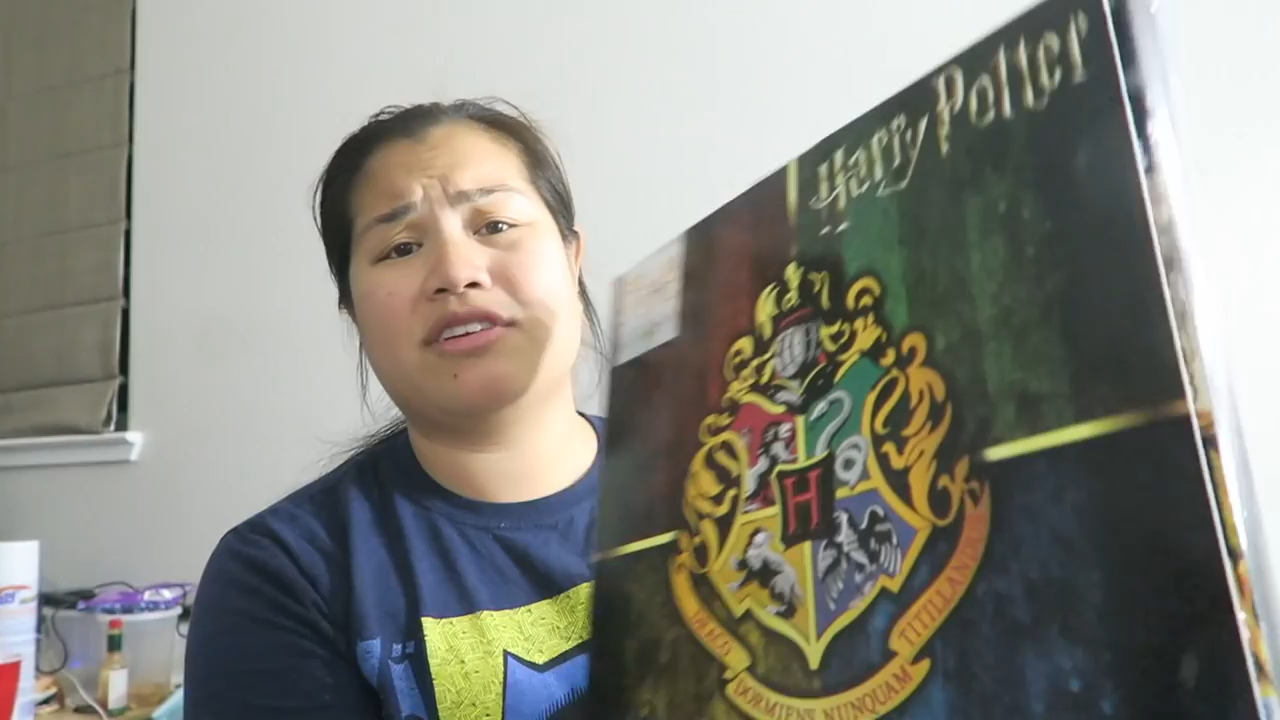 Harry Potter
H
DRACO
DORMIENS NUNQUAM
TITILLANDUS